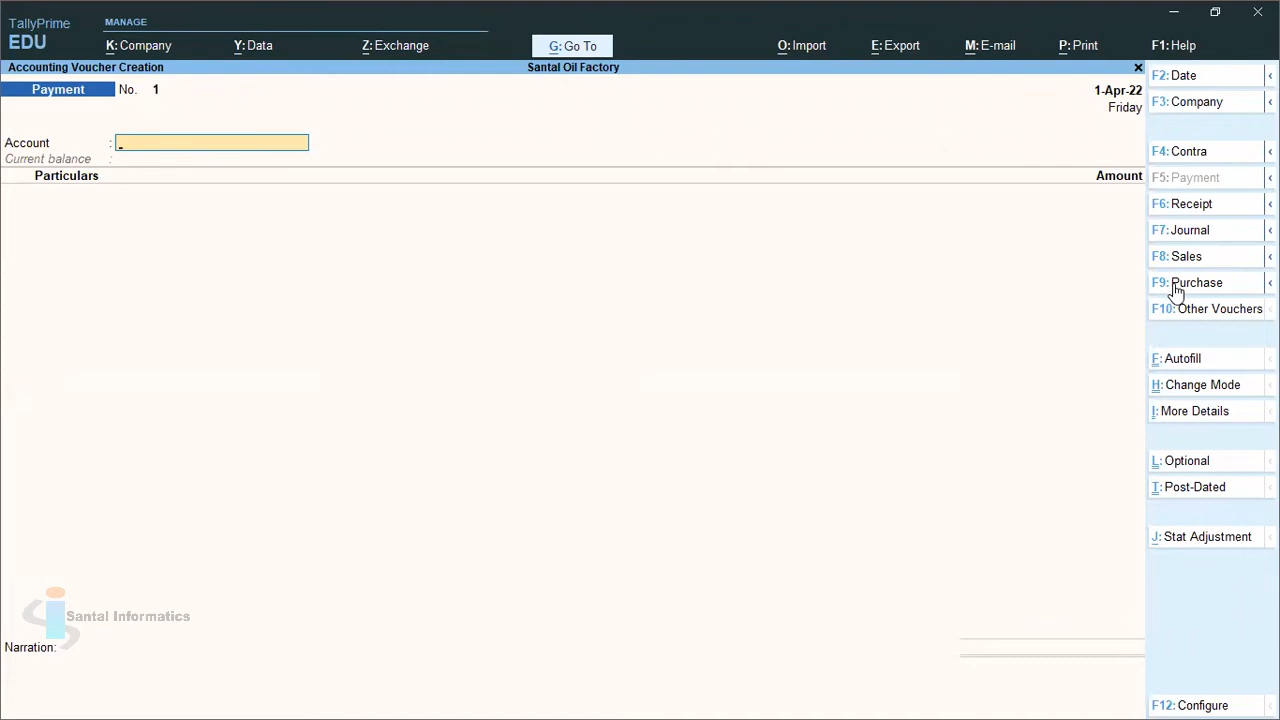 TallyPrime
EDU
MANAGE
K: Company
Y: Data
Z: Exchange
G: Go To
O: Import
E: Export
M: E-mail
P: Print
F1: Help
Accounting Voucher Creation
Santal Oil Factory
Payment No. 1
1-Apr-22
Friday
Account :
Current balance :
Particulars
Amount
F2: Date
F3: Company
F4: Contra
F5: Payment
F6: Receipt
F7: Journal
F8: Sales
F9: Purchase
F10: Other Vouchers
F: Autofill
H: Change Mode
I: More Details
L: Optional
T: Post-Dated
J: Stat Adjustment
Santal Informatics
Narration:
F12: Configure